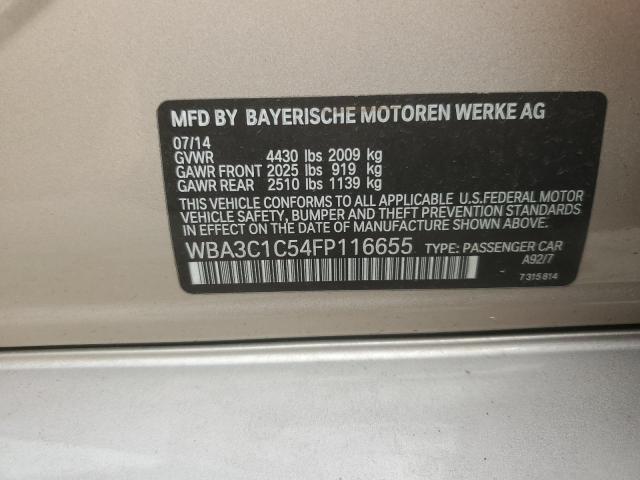 MFD BY BAYERISCHE MOTOREN WERKE AG
07/14
GVWR 4430 lbs 2009 kg
GAWR FRONT 2025 lbs 919 kg
GAWR REAR 2510 lbs 1139 kg
THIS VEHICLE CONFORMS TO ALL APPLICABLE U.S.FEDERAL MOTOR
VEHICLE SAFETY, BUMPER AND THEFT PREVENTION STANDARDS
IN EFFECT ON THE DATE OF MANUFACTURE SHOWN ABOVE.
WBA3C1C54FP116655 TYPE: PASSENGER CAR
A92/7
7315814